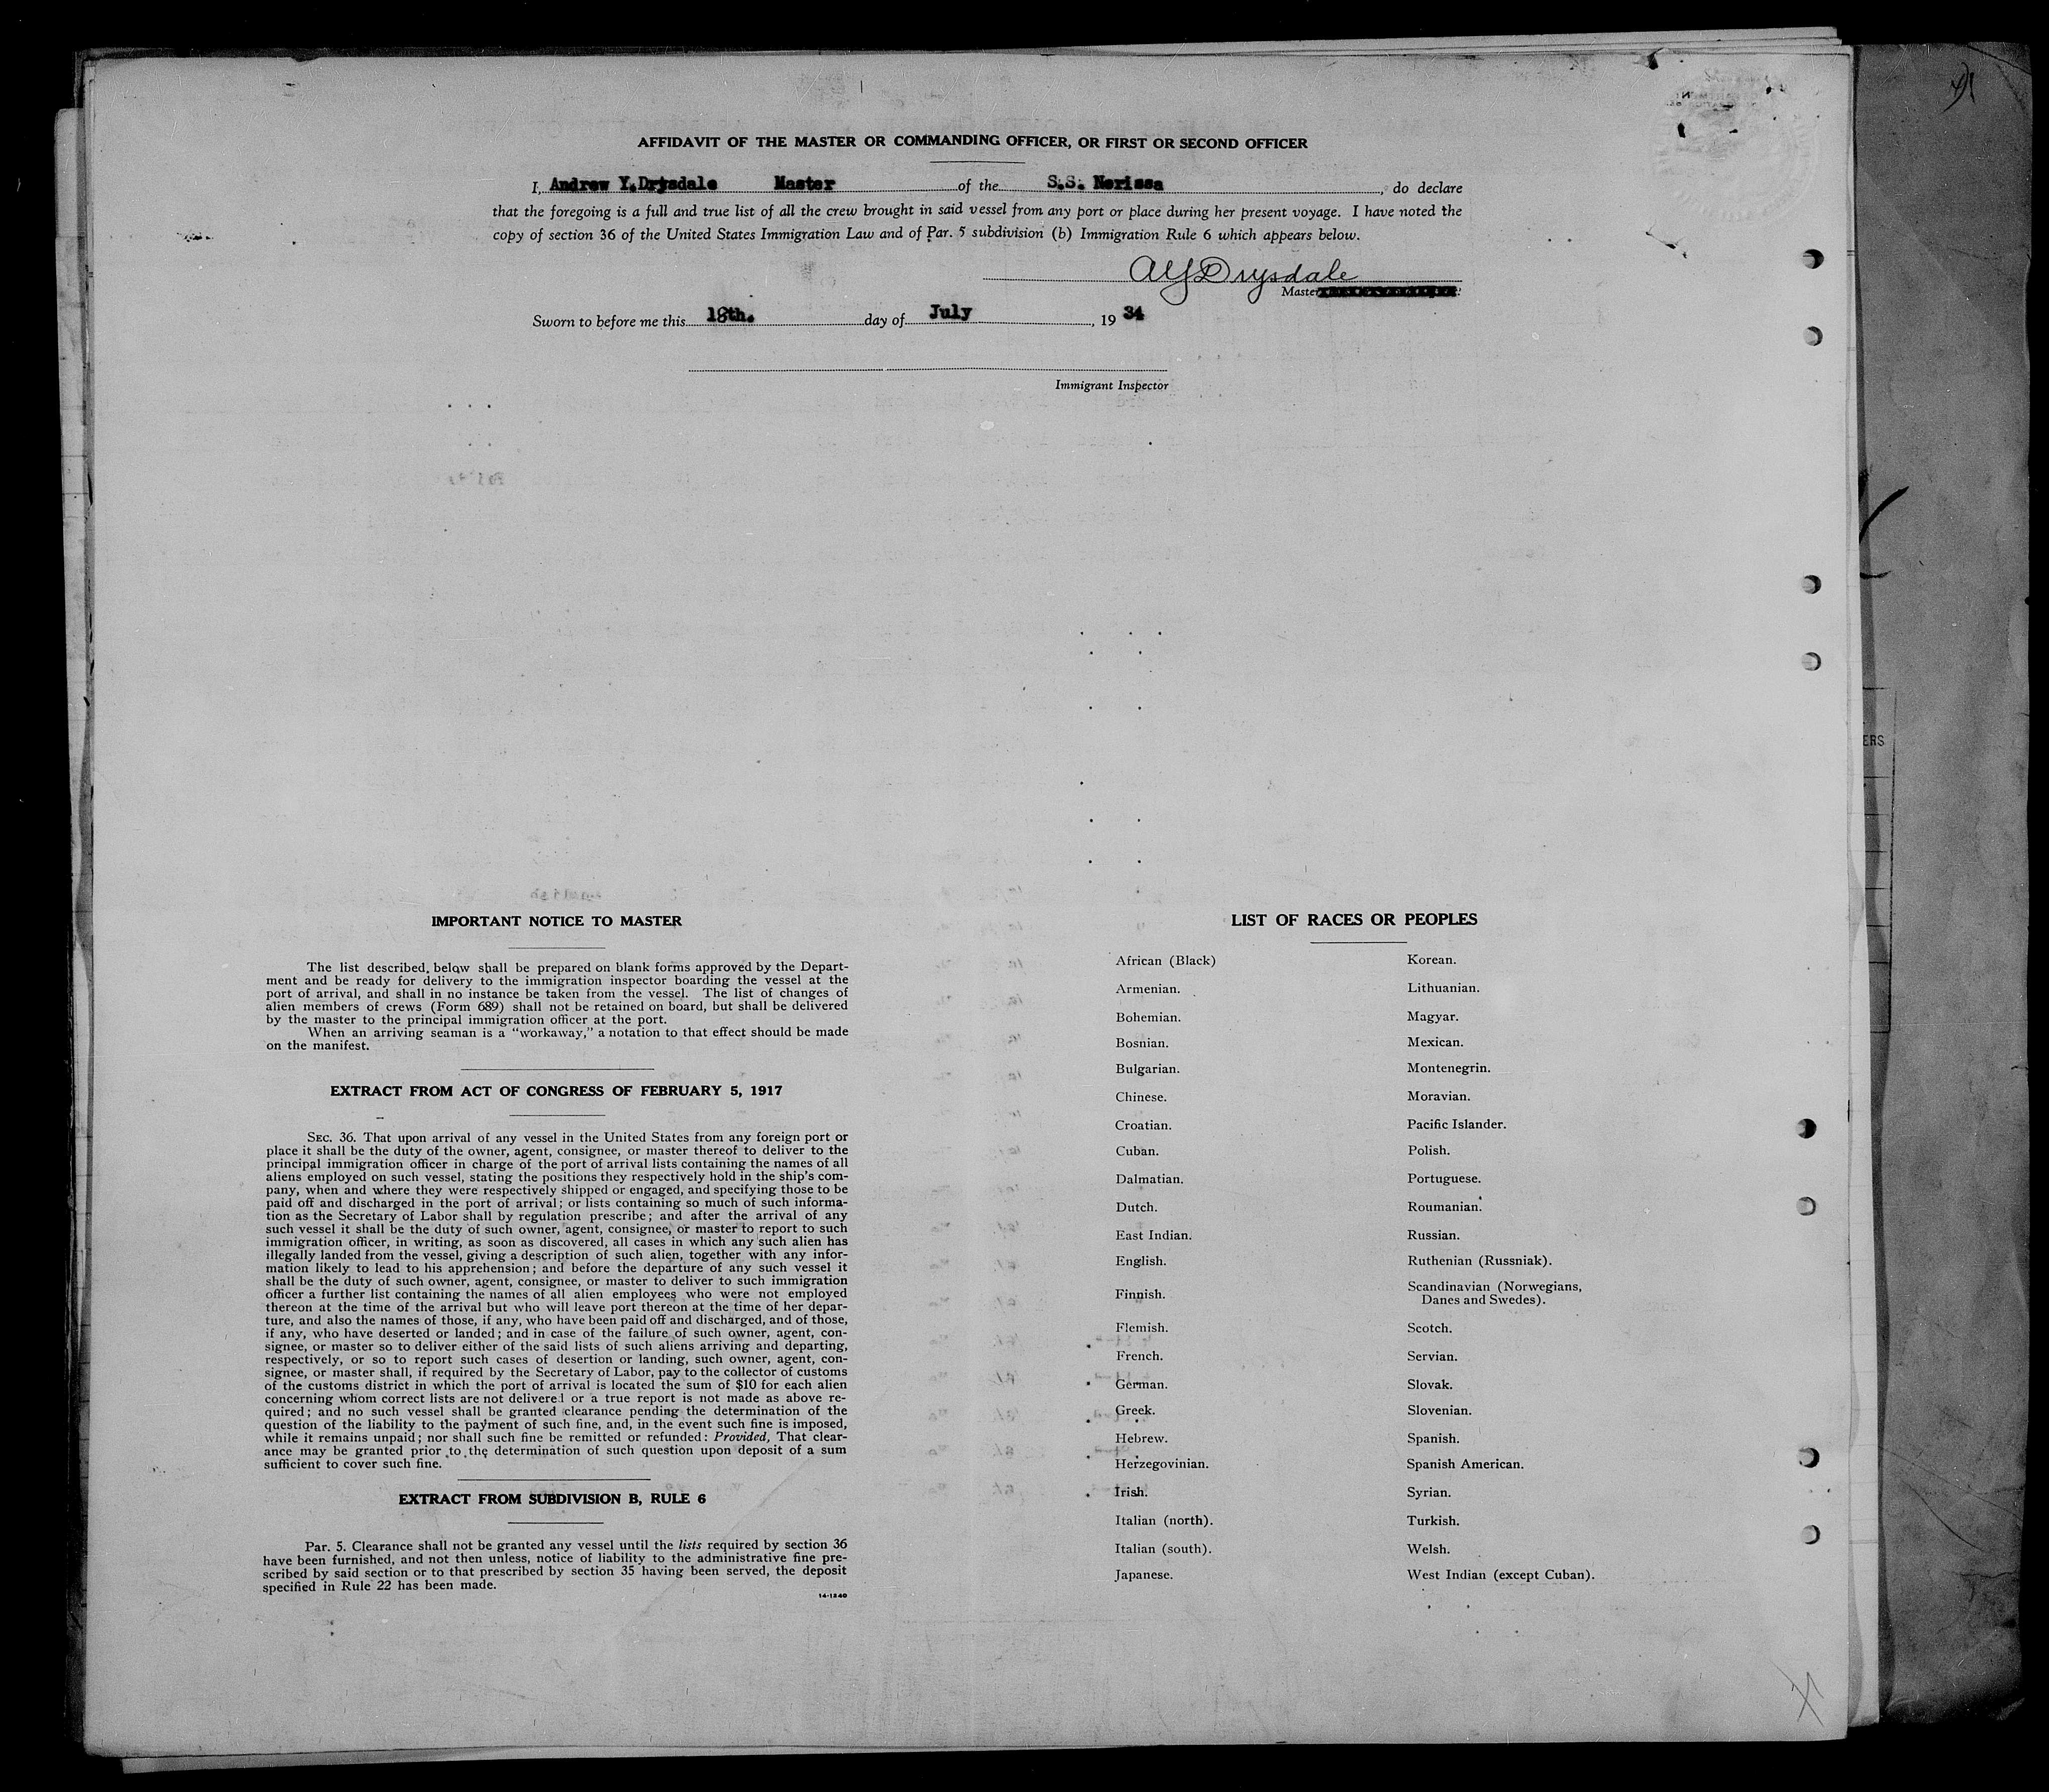 AFFIDAVIT OF THE MASTER OR COMMANDING OFFICER, OR FIRST OR SECOND OFFICER
I, Andrew Y.Drysdale Master of the S.S. Nerissa, do declare
that the foregoing is a full and true list of all the crew brought in said vessel from any port or place during her present voyage. I have noted the
copy of section 36 of the United States Immigration Law and of Par. 5 subdivision (b) Immigration Rule 6 which appears below.
AYDrysdale
Master
Sworn to before me this 18th. day of July, 19 34
Immigrant Inspector
IMPORTANT NOTICE TO MASTER
The list described below shall be prepared on blank forms approved by the Depart-
ment and be ready for delivery to the immigration inspector boarding the vessel at the
port of arrival, and shall in no instance be taken from the vessel. The list of changes of
alien members of crews (Form 689) shall not be retained on board, but shall be delivered
by the master to the principal immigration officer at the port.
When an arriving seaman is a "workaway," a notation to that effect should be made
on the manifest.
EXTRACT FROM ACT OF CONGRESS OF FEBRUARY 5, 1917
SEC. 36. That upon arrival of any vessel in the United States from any foreign port or
place it shall be the duty of the owner, agent, consignee, or master thereof to deliver to the
principal immigration officer in charge of the port of arrival lists containing the names of all
aliens employed on such vessel, stating the positions they respectively hold in the ship's com-
pany, when and where they were respectively shipped or engaged, and specifying those to be
paid off and discharged in the port of arrival; or lists containing so much of such informa-
tion as the Secretary of Labor shall by regulation prescribe; and after the arrival of any
such vessel it shall be the duty of such owner, agent, consignee, or master to report to such
immigration officer, in writing, as soon as discovered, all cases in which any such alien has
illegally landed from the vessel, giving a description of such alien, together with any infor-
mation likely to lead to his apprehension; and before the departure of any such vessel it
shall be the duty of such owner, agent, consignee, or master to deliver to such immigration
officer a further list containing the names of all alien employees who were not employed
thereon at the time of the arrival but who will leave port thereon at the time of her depar-
ture, and also the names of those, if any, who have been paid off and discharged, and of those,
if any, who have deserted or landed; and in case of the failure of such owner, agent, con-
signee, or master so to deliver either of the said lists of such aliens arriving and departing,
respectively, or so to report such cases of desertion or landing, such owner, agent, con-
signee, or master shall, if required by the Secretary of Labor, pay to the collector of customs
of the customs district in which the port of arrival is located the sum of $10 for each alien
concerning whom correct lists are not delivered or a true report is not made as above re-
quired; and no such vessel shall be granted clearance pending the determination of the
question of the liability to the payment of such fine, and, in the event such fine is imposed,
while it remains unpaid; nor shall such fine be remitted or refunded: Provided, That clear-
ance may be granted prior to the determination of such question upon deposit of a sum
sufficient to cover such fine.
EXTRACT FROM SUBDIVISION B, RULE 6
Par. 5. Clearance shall not be granted any vessel until the lists required by section 36
have been furnished, and not then unless, notice of liability to the administrative fine pre-
scribed by said section or to that prescribed by section 35 having been served, the deposit
specified in Rule 22 has been made.
14-1240
LIST OF RACES OR PEOPLES
African (Black)
Armenian.
Bohemian.
Bosnian.
Bulgarian.
Chinese.
Croatian.
Cuban.
Dalmatian.
Dutch.
East Indian.
English.
Finnish.
Flemish.
French.
German.
Greek.
Hebrew.
Herzegovinian.
Irish.
Italian (north).
Italian (south).
Japanese.
Korean.
Lithuanian.
Magyar.
Mexican.
Montenegrin.
Moravian.
Pacific Islander.
Polish.
Portuguese.
Roumanian.
Russian.
Ruthenian (Russniak).
Scandinavian (Norwegians,
Danes and Swedes).
Scotch.
Servian.
Slovak.
Slovenian.
Spanish.
Spanish American.
Syrian.
Turkish.
Welsh.
West Indian (except Cuban).
ERS